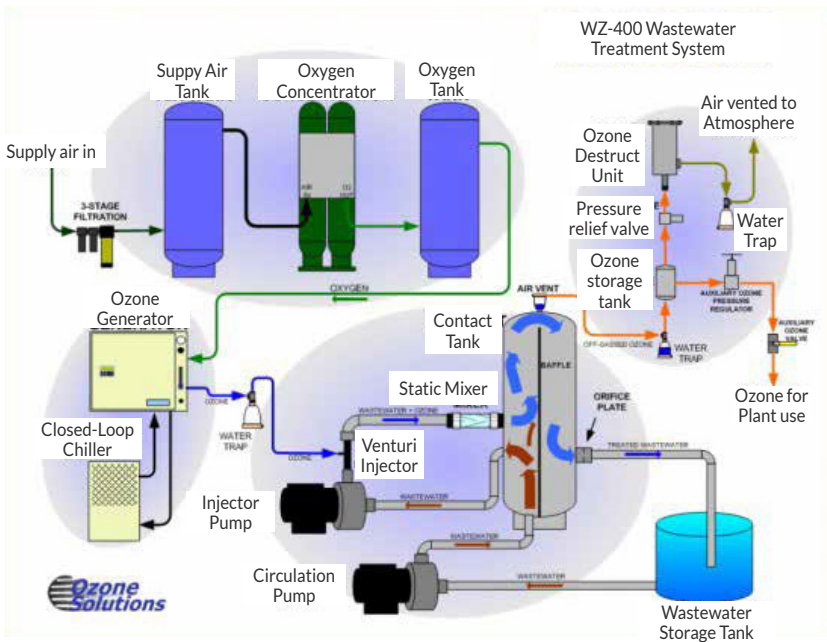 WZ-400 Wastewater
Treatment System
Suppy Air
Tank
Oxygen
Concentrator
Oxygen
Tank
Air vented to
Atmosphere
Supply air in
Ozone
Destruct
Unit
3-STAGE
FILTRATION
AIR
IN
O2
OUT
Pressure
relief valve
Water
Trap
Ozone
storage
tank
OXYGEN
AIR VENT
AUXILIARY OZONE
PRESSURE
REGULATOR
Ozone
Generator
Contact
Tank
BAFFLE
OFF-GASSED OZONE
WATER
TRAP
AUXILIARY
OZONE
VALVE
Static Mixer
ORIFICE
PLATE
Ozone for
Plant use
OZONE
WATER
TRAP
WASTEWATER + OZONE
Closed-Loop
Chiller
OZONE
Venturi
Injector
TREATED WASTEWATER
Injector
Pump
WASTEWATER
WASTEWATER
Circulation
Pump
WASTEWATER
Ozone
Solutions
Wastewater
Storage Tank